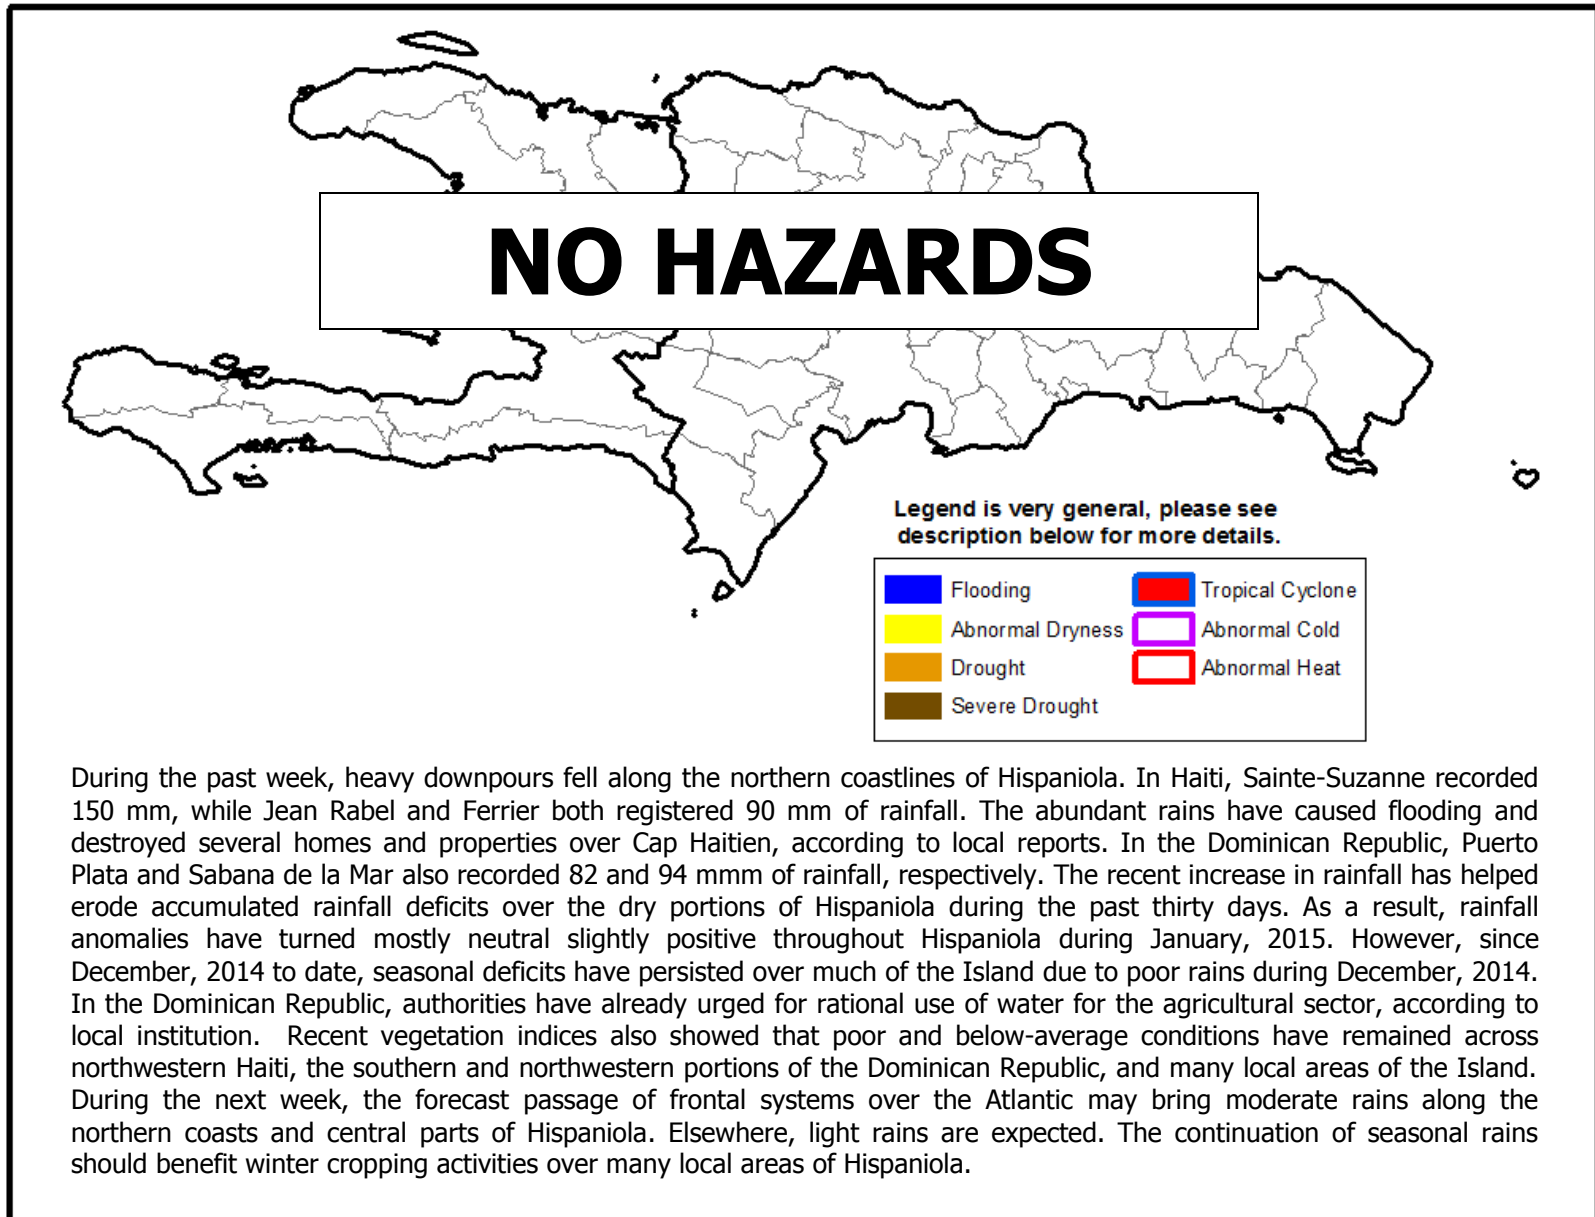 NO HAZARDS
Legend is very general, please see
description below for more details.
Flooding
Tropical Cyclone
Abnormal Dryness
Abnormal Cold
Drought
Abnormal Heat
Severe Drought
During the past week, heavy downpours fell along the northern coastlines of Hispaniola. In Haiti, Sainte-Suzanne recorded
150 mm, while Jean Rabel and Ferrier both registered 90 mm of rainfall. The abundant rains have caused flooding and
destroyed several homes and properties over Cap Haitien, according to local reports. In the Dominican Republic, Puerto
Plata and Sabana de la Mar also recorded 82 and 94 mmm of rainfall, respectively. The recent increase in rainfall has helped
erode accumulated rainfall deficits over the dry portions of Hispaniola during the past thirty days. As a result, rainfall
anomalies have turned mostly neutral slightly positive throughout Hispaniola during January, 2015. However, since
December, 2014 to date, seasonal deficits have persisted over much of the Island due to poor rains during December, 2014.
In the Dominican Republic, authorities have already urged for rational use of water for the agricultural sector, according to
local institution. Recent vegetation indices also showed that poor and below-average conditions have remained across
northwestern Haiti, the southern and northwestern portions of the Dominican Republic, and many local areas of the Island.
During the next week, the forecast passage of frontal systems over the Atlantic may bring moderate rains along the
northern coasts and central parts of Hispaniola. Elsewhere, light rains are expected. The continuation of seasonal rains
should benefit winter cropping activities over many local areas of Hispaniola.